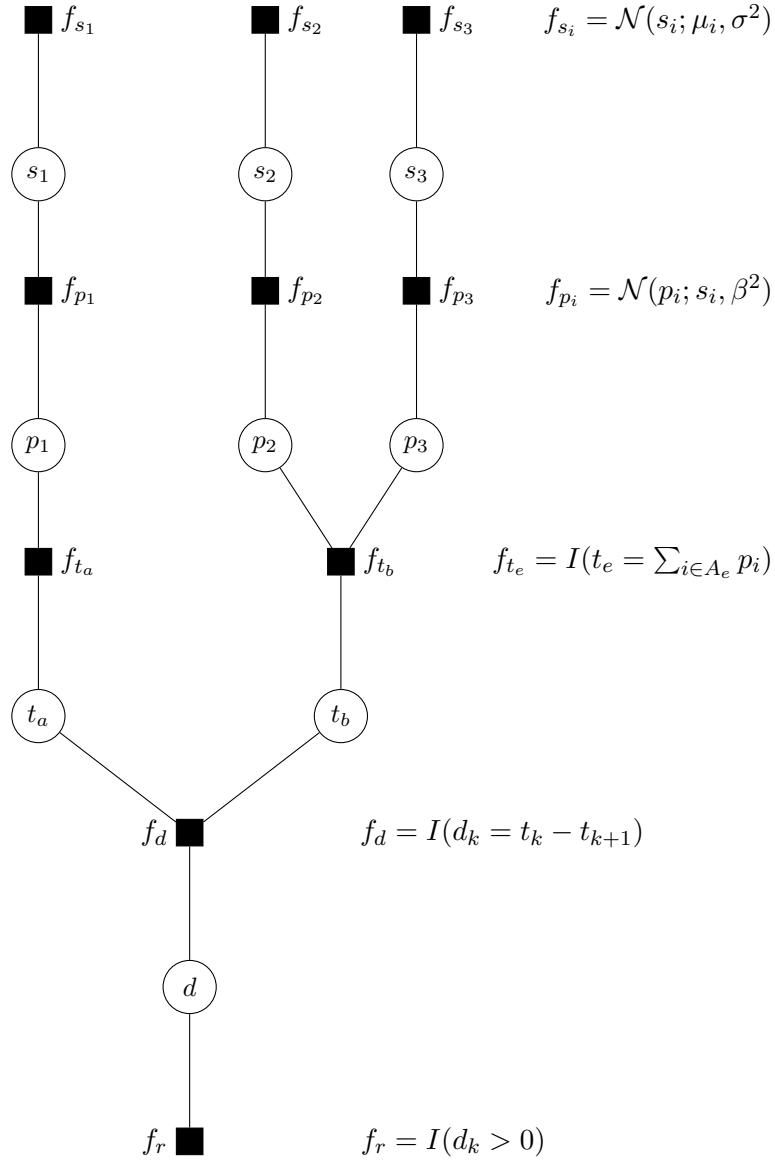 f_{s_1} f_{s_2} f_{s_3} f_{s_i} = \mathcal{N}(s_i; \mu_i, \sigma^2)
s_1 s_2 s_3
f_{p_1} f_{p_2} f_{p_3} f_{p_i} = \mathcal{N}(p_i; s_i, \beta^2)
p_1 p_2 p_3
f_{t_a} f_{t_b} f_{t_e} = I(t_e = \sum_{i \in A_e} p_i)
t_a t_b
f_d f_d = I(d_k = t_k - t_{k+1})
d
f_r f_r = I(d_k > 0)